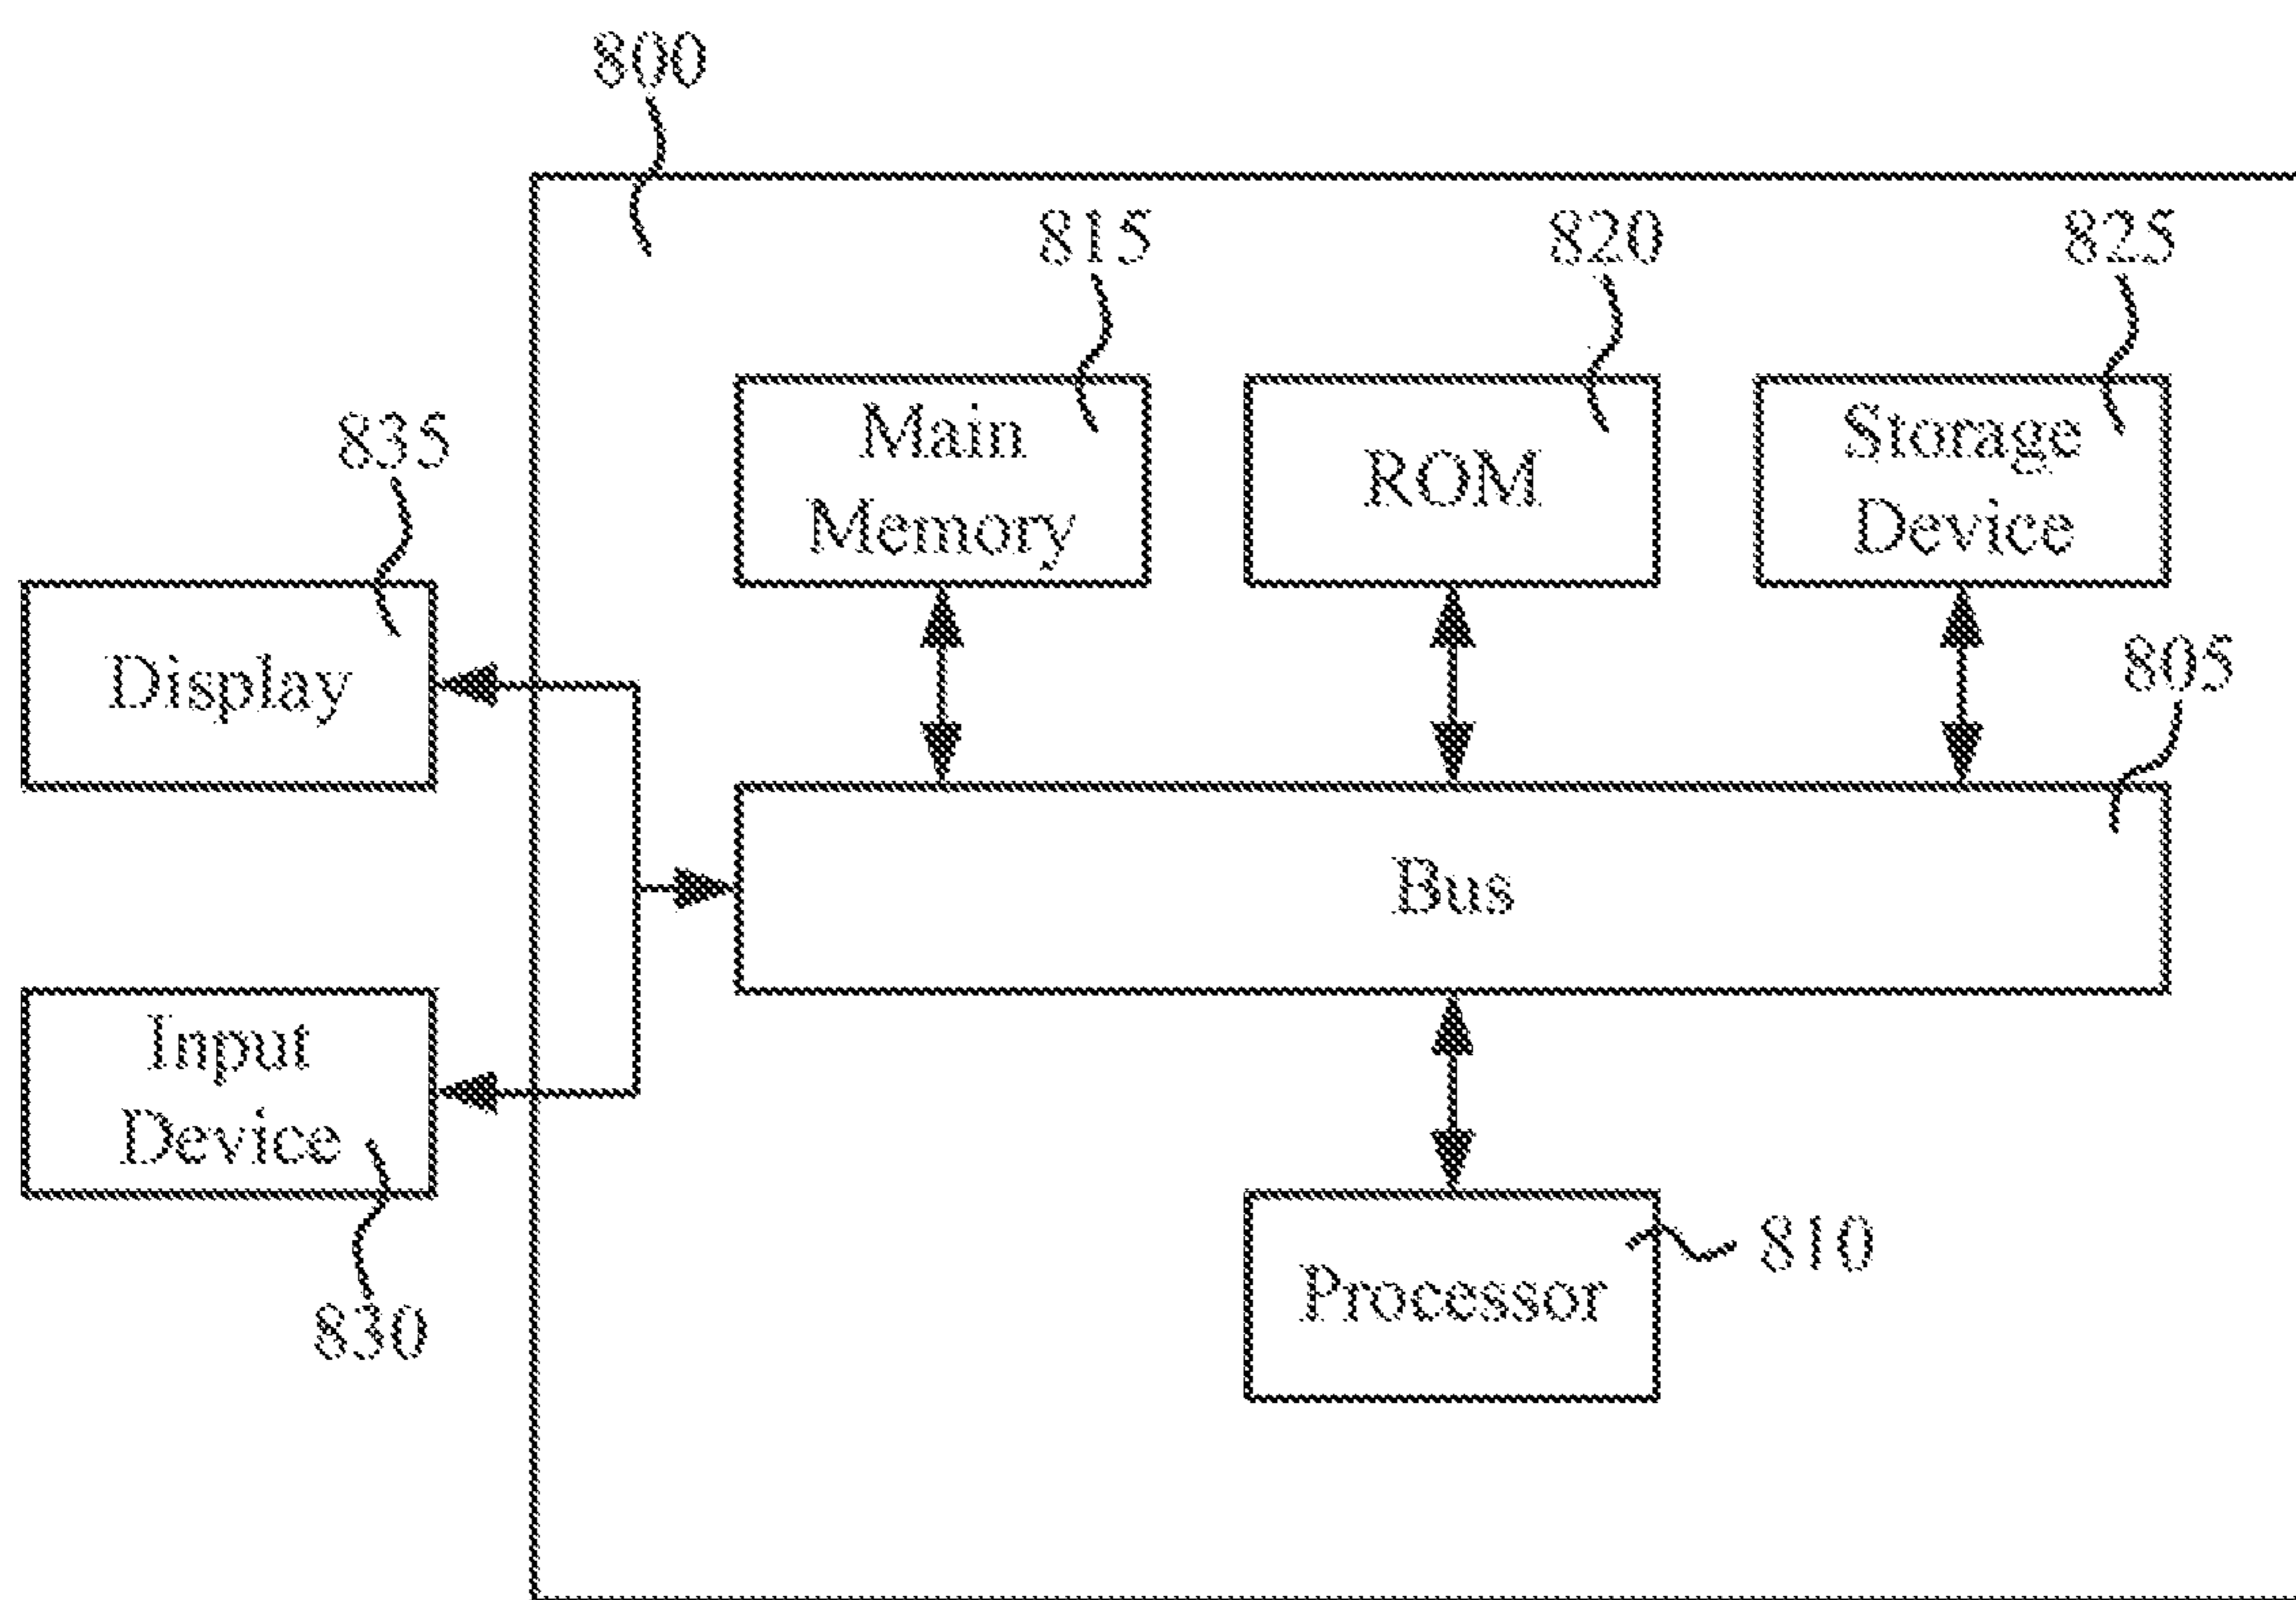 800
815
820
825
835
Main
Memory
ROM
Storage
Device
Display
805
Bus
Input
Device
830
Processor
810